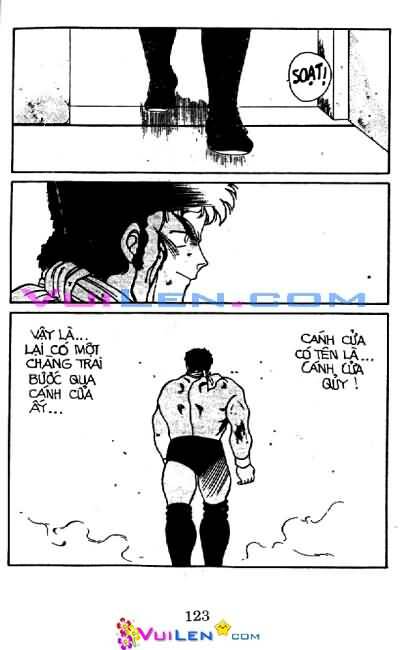 SOẠT!
VUILEN.COM
VẬY LÀ...
LẠI CÓ MỘT
CHÀNG TRAI
BƯỚC QUA
CÁNH CỬA
ẤY...
CÁNH CỬA
CÓ TÊN LÀ...
CÁNH CỬA
QUỶ!
123
VUILEN.COM